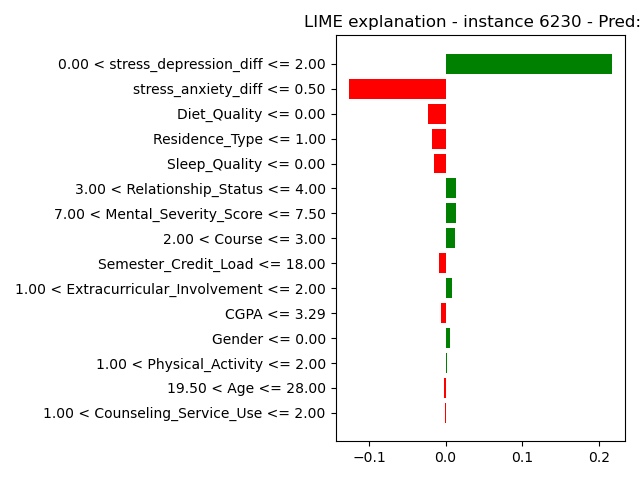 LIME explanation - instance 6230 - Pred:
0.00 < stress_depression_diff <= 2.00
stress_anxiety_diff <= 0.50
Diet_Quality <= 0.00
Residence_Type <= 1.00
Sleep_Quality <= 0.00
3.00 < Relationship_Status <= 4.00
7.00 < Mental_Severity_Score <= 7.50
2.00 < Course <= 3.00
Semester_Credit_Load <= 18.00
1.00 < Extracurricular_Involvement <= 2.00
CGPA <= 3.29
Gender <= 0.00
1.00 < Physical_Activity <= 2.00
19.50 < Age <= 28.00
1.00 < Counseling_Service_Use <= 2.00
−0.1 0.0 0.1 0.2